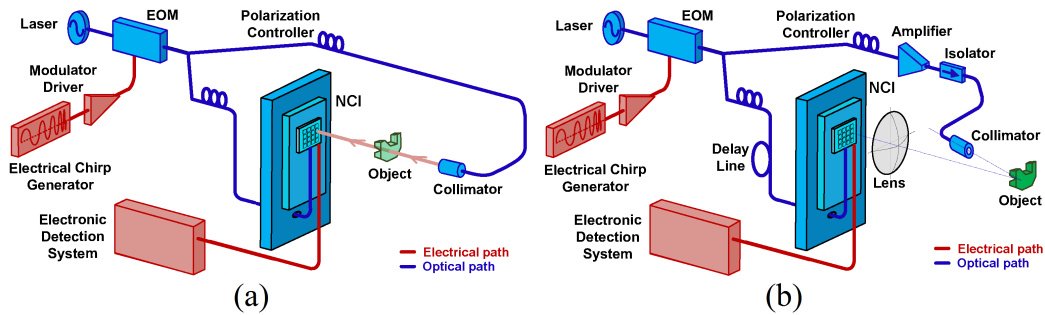 Laser
EOM
Polarization
Controller
Modulator
Driver
NCI
Electrical Chirp
Generator
Object
Collimator
Electronic
Detection
System
Electrical path
Optical path
(a)
Laser
EOM
Polarization
Controller
Amplifier
Isolator
Modulator
Driver
NCI
Collimator
Electrical Chirp
Generator
Delay
Line
Lens
Object
Electronic
Detection
System
Electrical path
Optical path
(b)